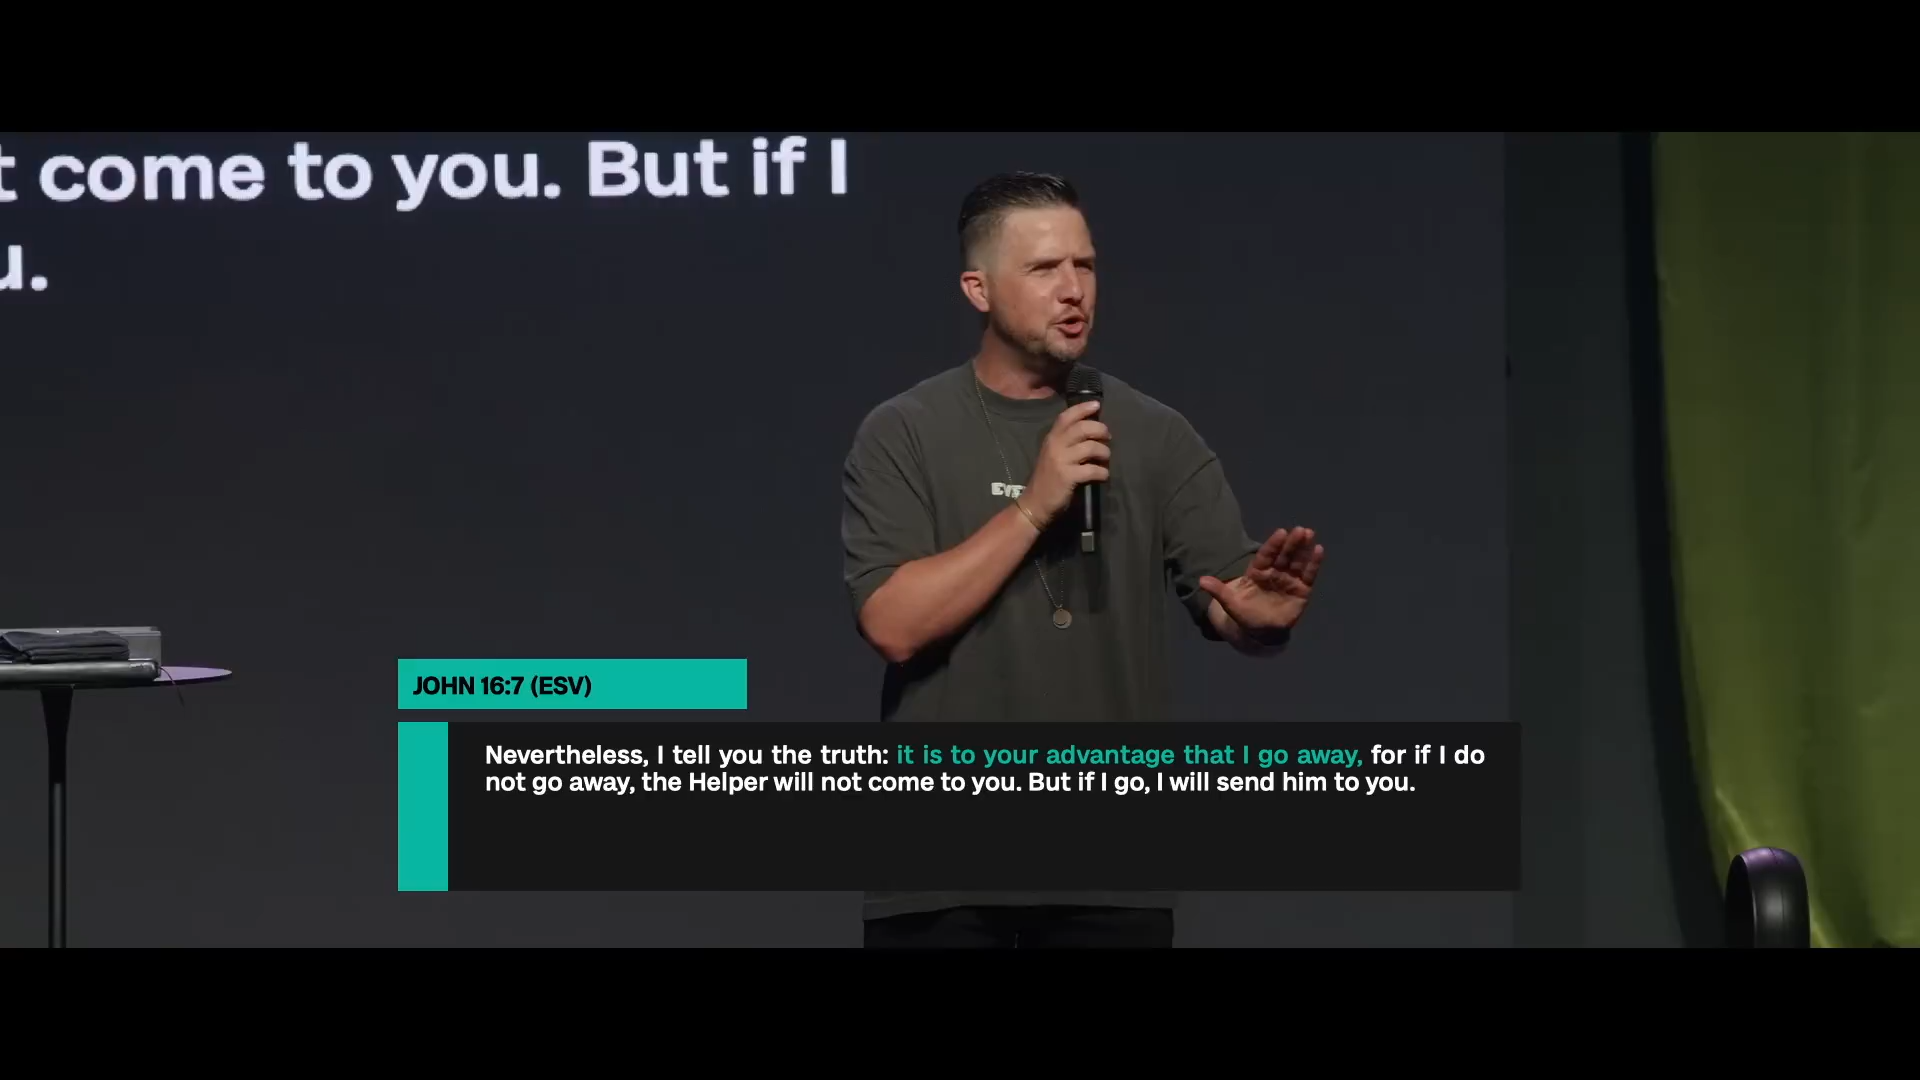 t come to you. But if I
u.
JOHN 16:7 (ESV)
Nevertheless, I tell you the truth: it is to your advantage that I go away, for if I do
not go away, the Helper will not come to you. But if I go, I will send him to you.